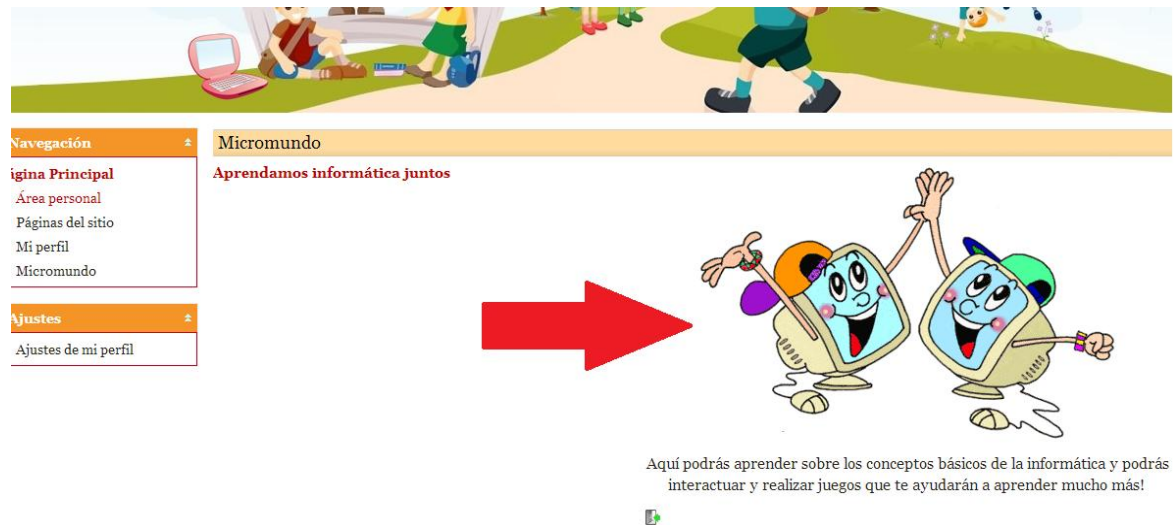 Navegación
ágina Principal
Área personal
Páginas del sitio
Mi perfil
Micromundo
Ajustes
Ajustes de mi perfil
Micromundo
Aprendamos informática juntos
Aquí podrás aprender sobre los conceptos básicos de la informática y podrás
interactuar y realizar juegos que te ayudarán a aprender mucho más!